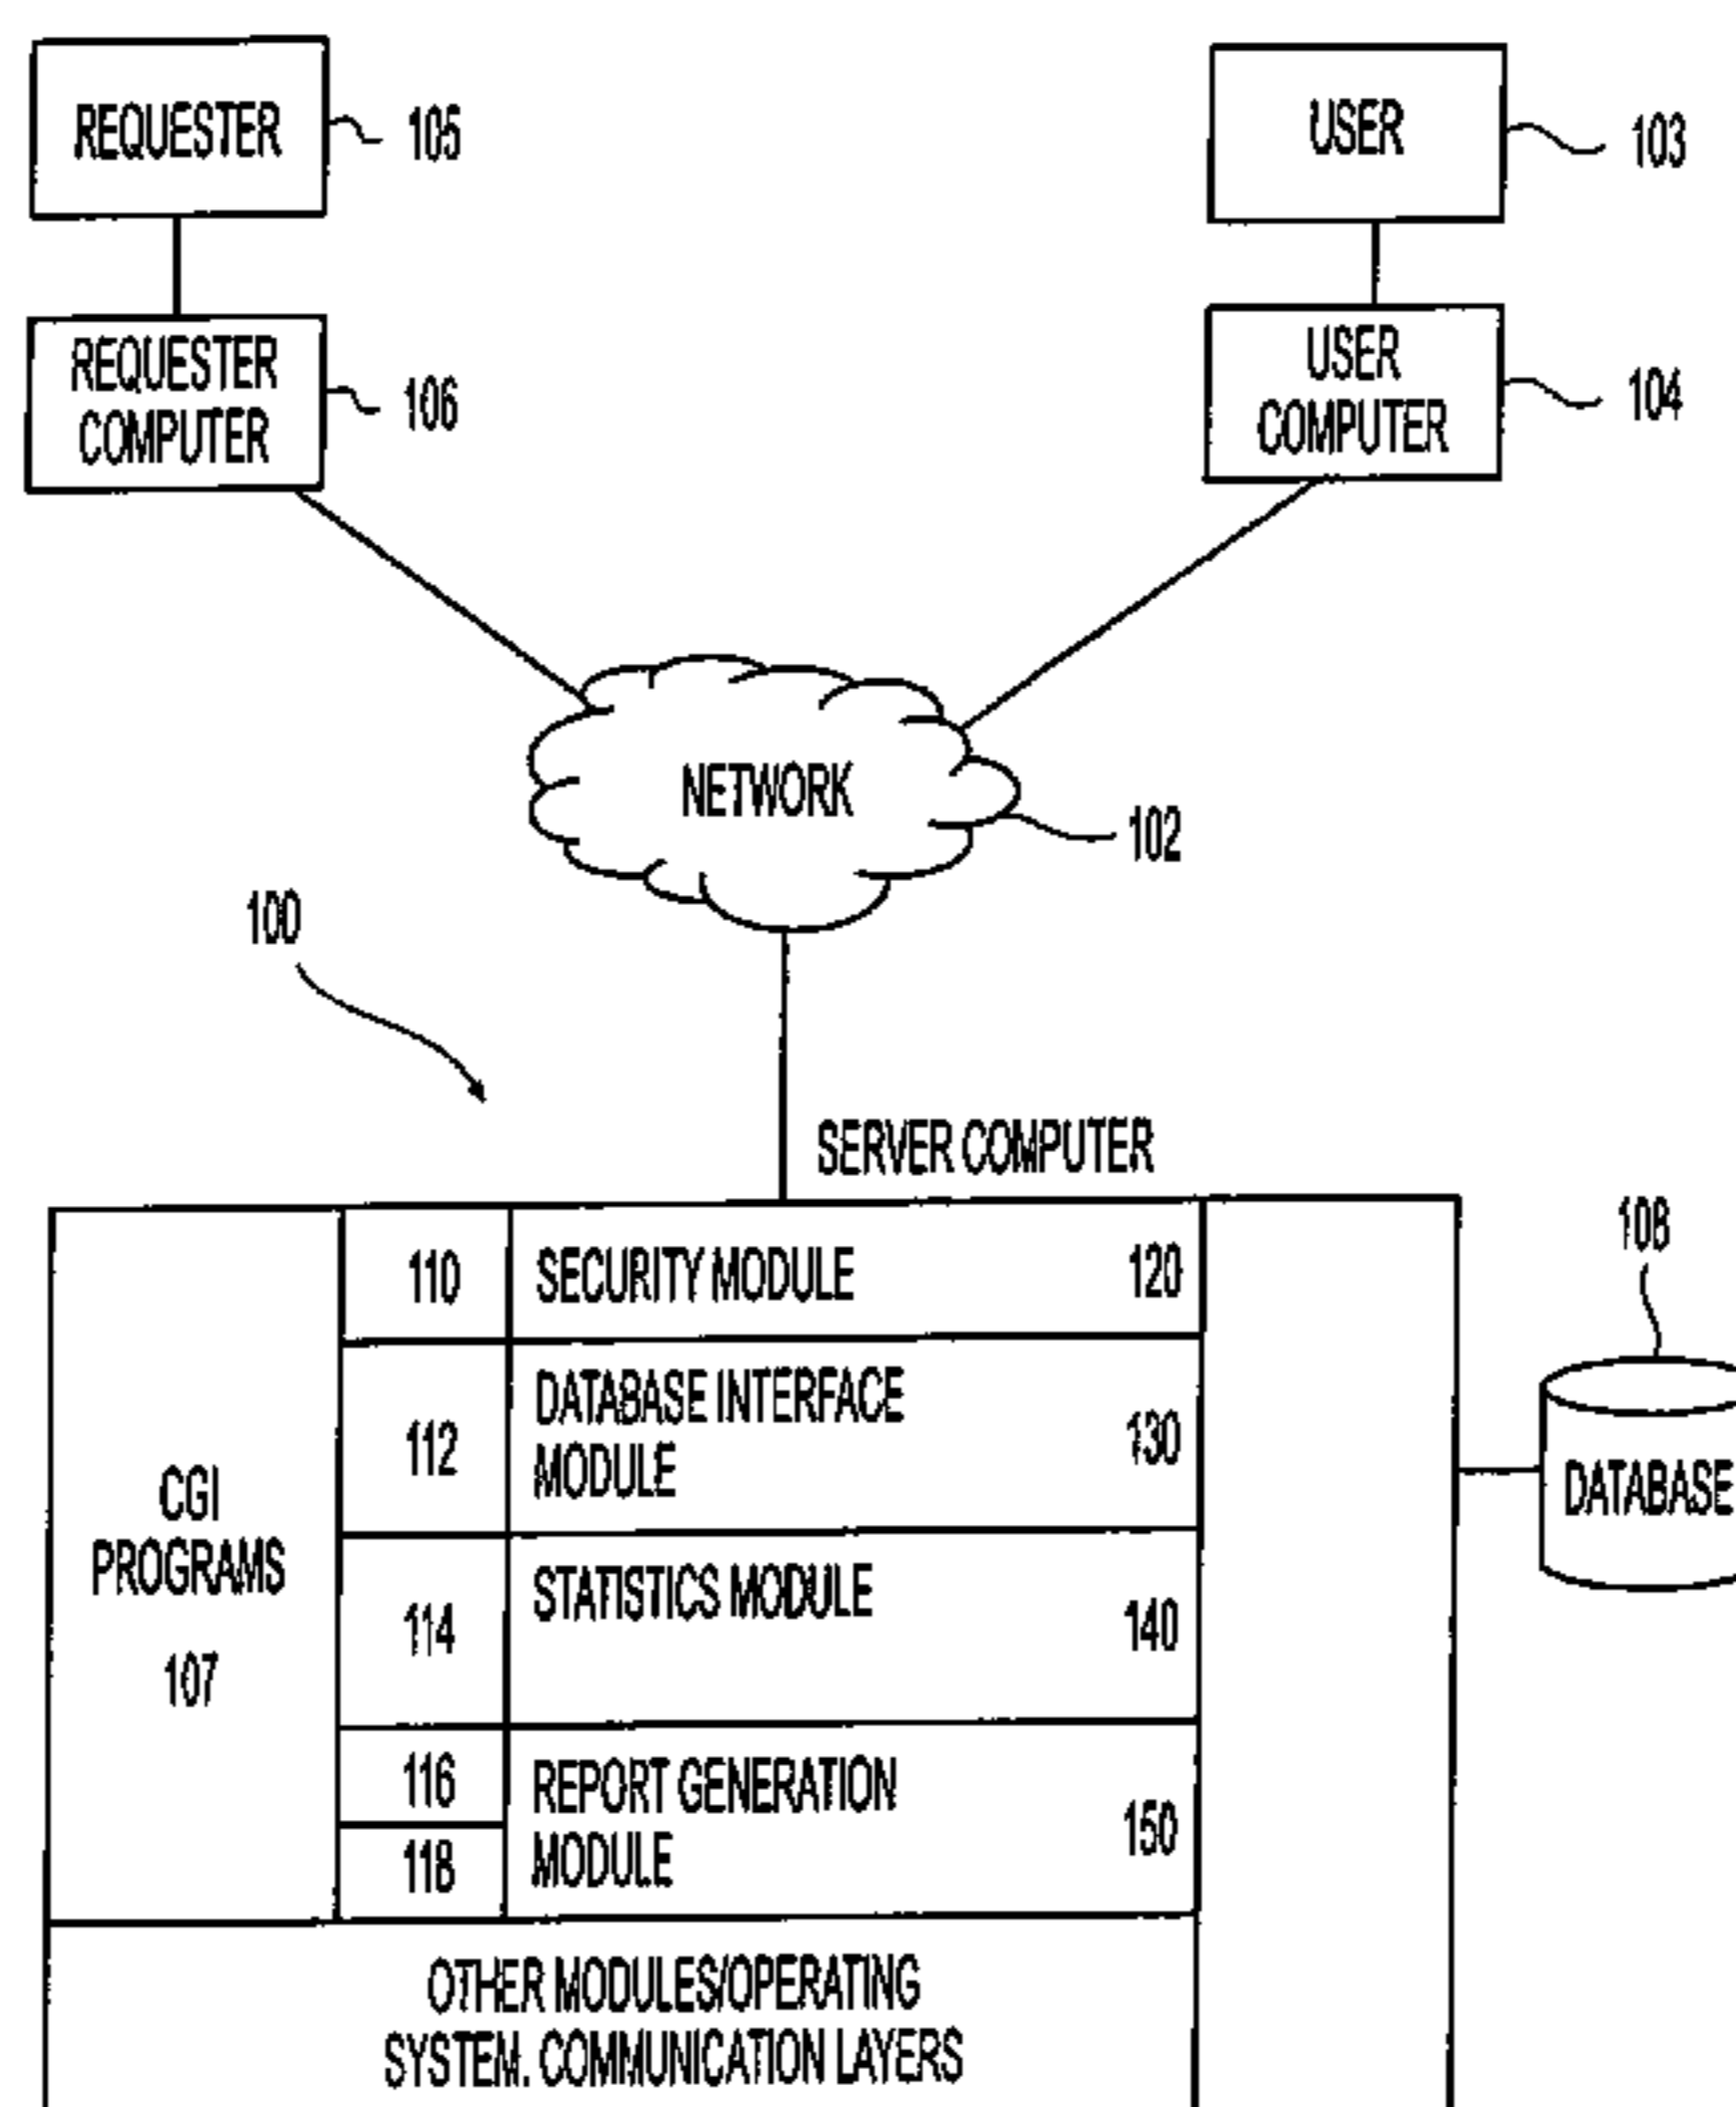 REQUESTER
105
USER
103
REQUESTER
COMPUTER
106
USER
COMPUTER
104
NETWORK
102
100
SERVER COMPUTER
108
110
SECURITY MODULE
120
112
DATABASE INTERFACE
MODULE
130
DATABASE
CGI
PROGRAMS
107
114
STATISTICS MODULE
140
116
118
REPORT GENERATION
MODULE
150
OTHER MODULES/OPERATING
SYSTEM. COMMUNICATION LAYERS